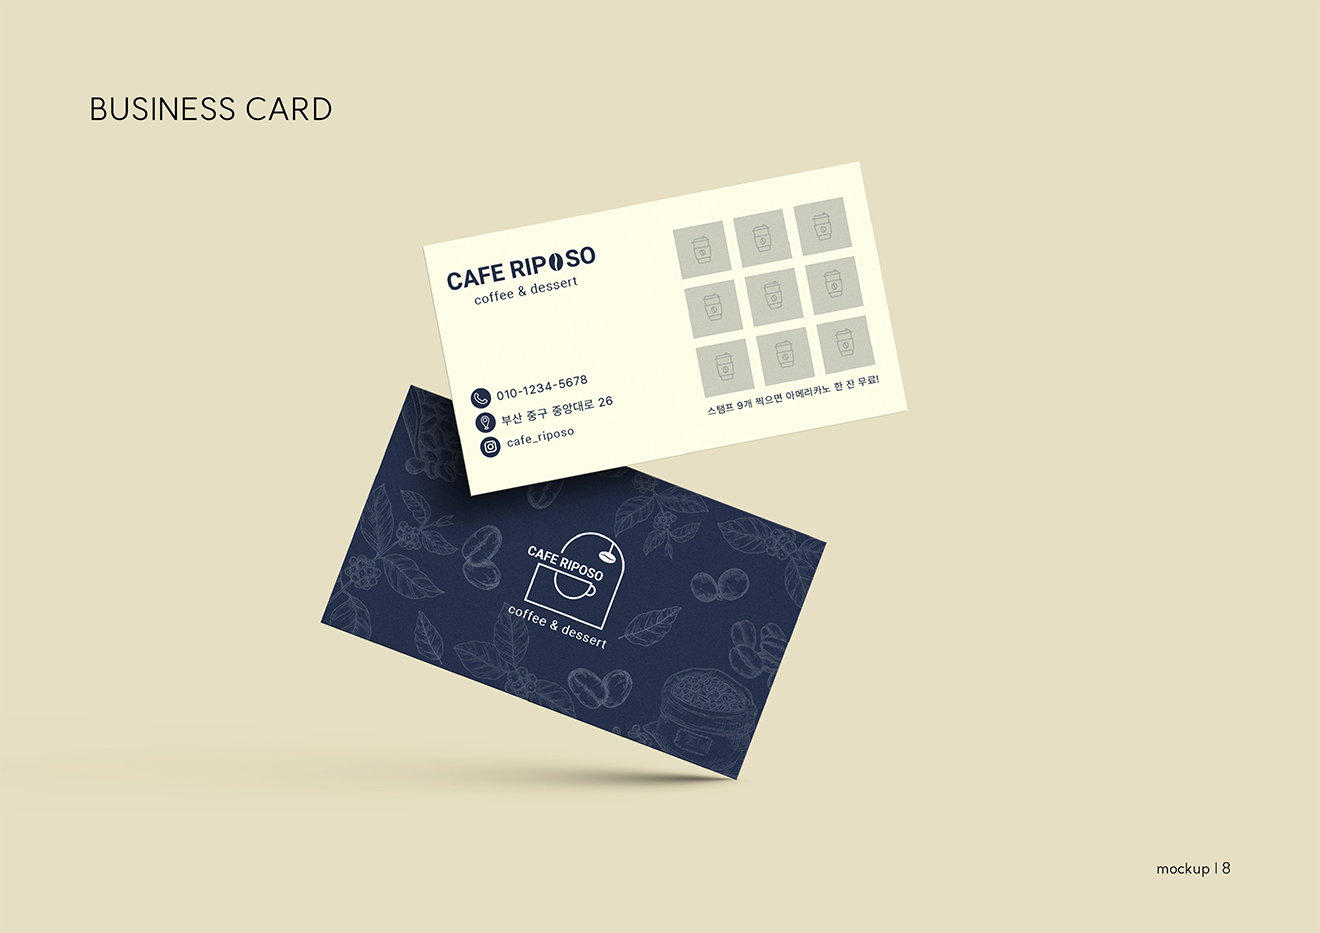 BUSINESS CARD
CAFE RIPOSO
coffee & dessert
010-1234-5678
부산 중구 중앙대로 26
cafe_riposo
스탬프 9개 찍으면 아메리카노 한 잔 무료!
CAFE RIPOSO
coffee & dessert
mockup | 8